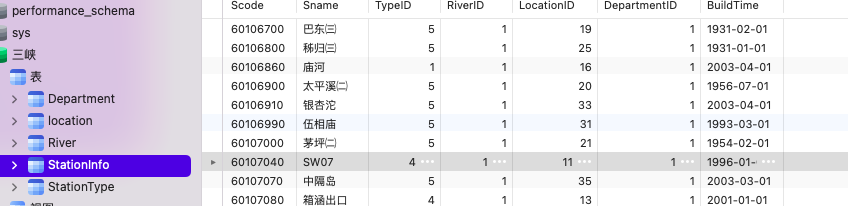 performance_schema
sys
三峡
表
Department
location
River
StationInfo
StationType
Scode Sname TypeID RiverID LocationID DepartmentID BuildTime
60106700 巴东㈢ 5 1 19 1 1931-02-01
60106800 秭归㈢ 5 1 25 1 1931-01-01
60106860 庙河 1 1 16 1 2003-04-01
60106900 太平溪㈡ 5 1 20 1 1956-07-01
60106910 银杏沱 5 1 33 1 2003-04-01
60106990 伍相庙 5 1 31 1 1993-03-01
60107000 茅坪㈡ 5 1 21 1 1954-02-01
60107040 SW07 4 ••• 1 ••• 11 ••• 1 ••• 1996-01- •••
60107070 中隔岛 5 1 35 1 2003-03-01
60107080 箱涵出口 4 1 13 1 2001-01-01